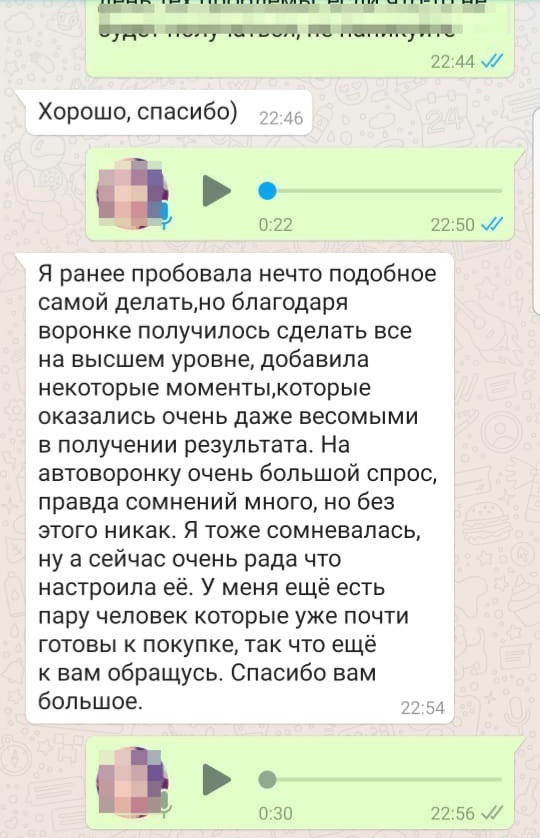 22:44
Хорошо, спасибо)
22:46
0:22
22:50
Я ранее пробовала нечто подобное
самой делать,но благодаря
воронке получилось сделать все
на высшем уровне, добавила
некоторые моменты,которые
оказались очень даже весомыми
в получении результата. На
автоворонку очень большой спрос,
правда сомнений много, но без
этого никак. Я тоже сомневалась,
ну а сейчас очень рада что
настроила её. У меня ещё есть
пару человек которые уже почти
готовы к покупке, так что ещё
к вам обращусь. Спасибо вам
большое.
22:54
0:30
22:56